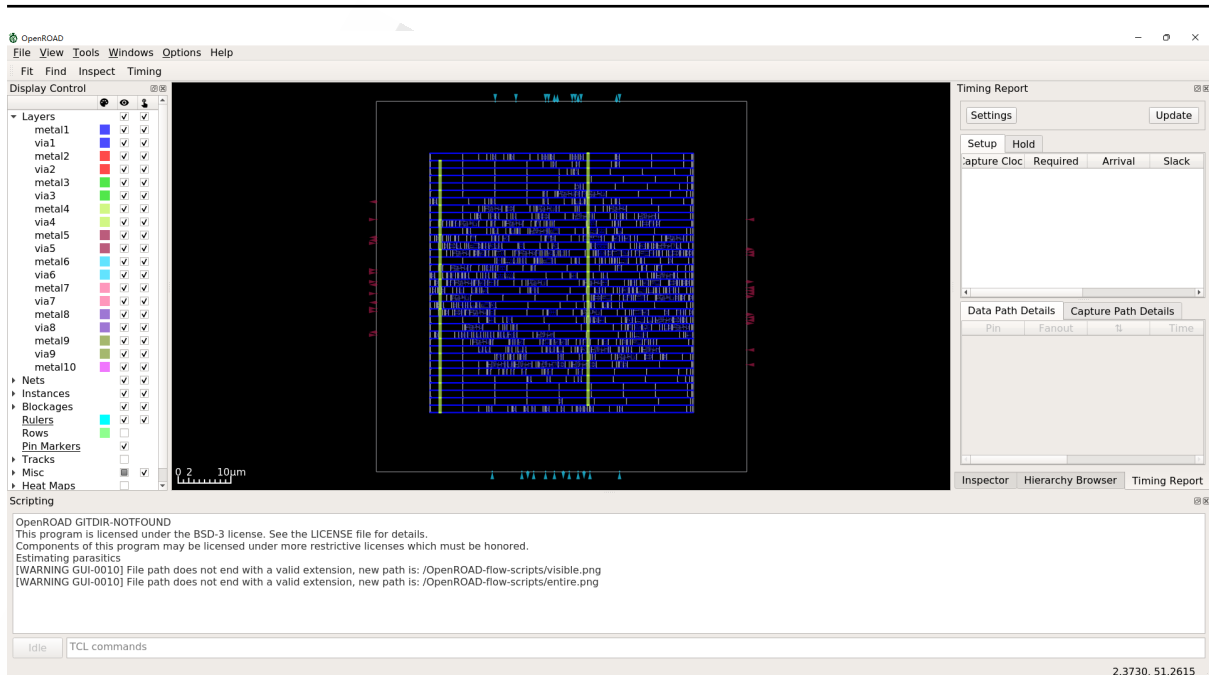 OpenROAD
File View Tools Windows Options Help
Fit Find Inspect Timing
Display Control
Layers
metal1
via1
metal2
via2
metal3
via3
metal4
via4
metal5
via5
metal6
via6
metal7
via7
metal8
via8
metal9
via9
metal10
Nets
Instances
Blockages
Rulers
Rows
Pin Markers
Tracks
Misc
Heat Maps
0 2 10μm
Timing Report
Settings Update
Setup Hold
Capture Cloc Required Arrival Slack
Data Path Details Capture Path Details
Pin Fanout ⇅ Time
Inspector Hierarchy Browser Timing Report
Scripting
OpenROAD GITDIR-NOTFOUND
This program is licensed under the BSD-3 license. See the LICENSE file for details.
Components of this program may be licensed under more restrictive licenses which must be honored.
Estimating parasitics
[WARNING GUI-0010] File path does not end with a valid extension, new path is: /OpenROAD-flow-scripts/visible.png
[WARNING GUI-0010] File path does not end with a valid extension, new path is: /OpenROAD-flow-scripts/entire.png
Idle TCL commands
2.3730, 51.2615